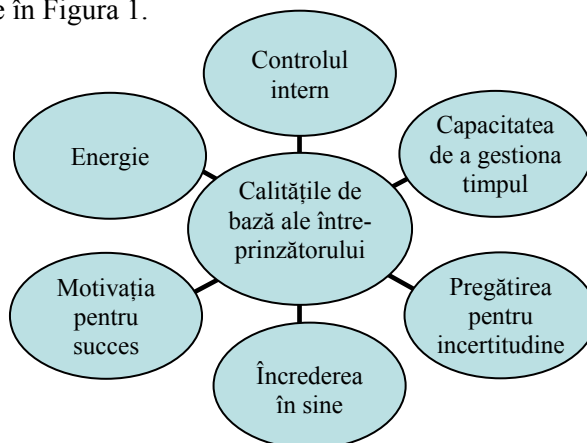 e în Figura 1.
Controlul
intern
Energie
Capacitatea
de a gestiona
timpul
Calitățile de
bază ale între-
prinzătorului
Motivația
pentru
succes
Pregătirea
pentru
incertitudine
Încrederea
în sine